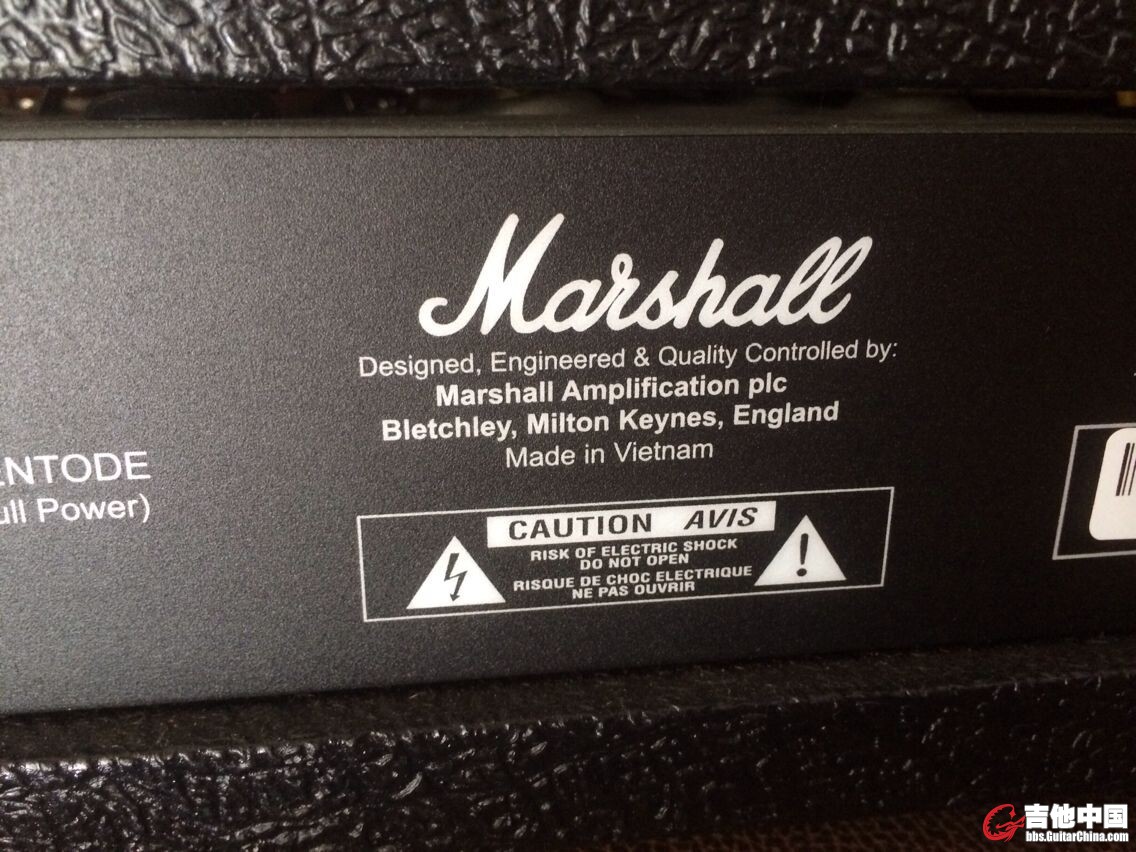 Marshall
Designed, Engineered & Quality Controlled by:
Marshall Amplification plc
Bletchley, Milton Keynes, England
Made in Vietnam
ENTODE
ull Power)
CAUTION AVIS
RISK OF ELECTRIC SHOCK
DO NOT OPEN
RISQUE DE CHOC ELECTRIQUE
NE PAS OUVRIR
吉他中国
bbs.GuitarChina.com